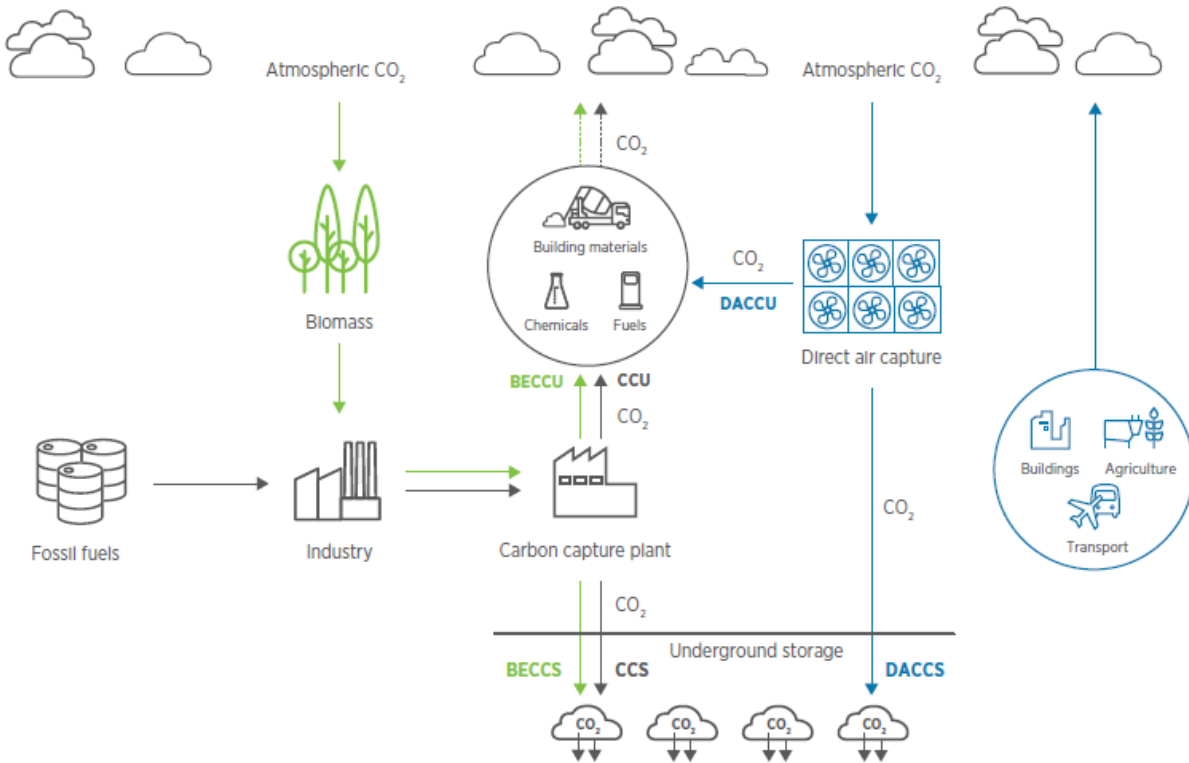 Atmospheric CO₂
Atmospheric CO₂
CO₂
Building materials
Chemicals
Fuels
CO₂
DACCU
Biomass
Direct air capture
BECCU
CCU
CO₂
Buildings
Agriculture
Transport
CO₂
Fossil fuels
Industry
Carbon capture plant
CO₂
Underground storage
BECCS
CCS
DACCS
CO₂
CO₂
CO₂
CO₂